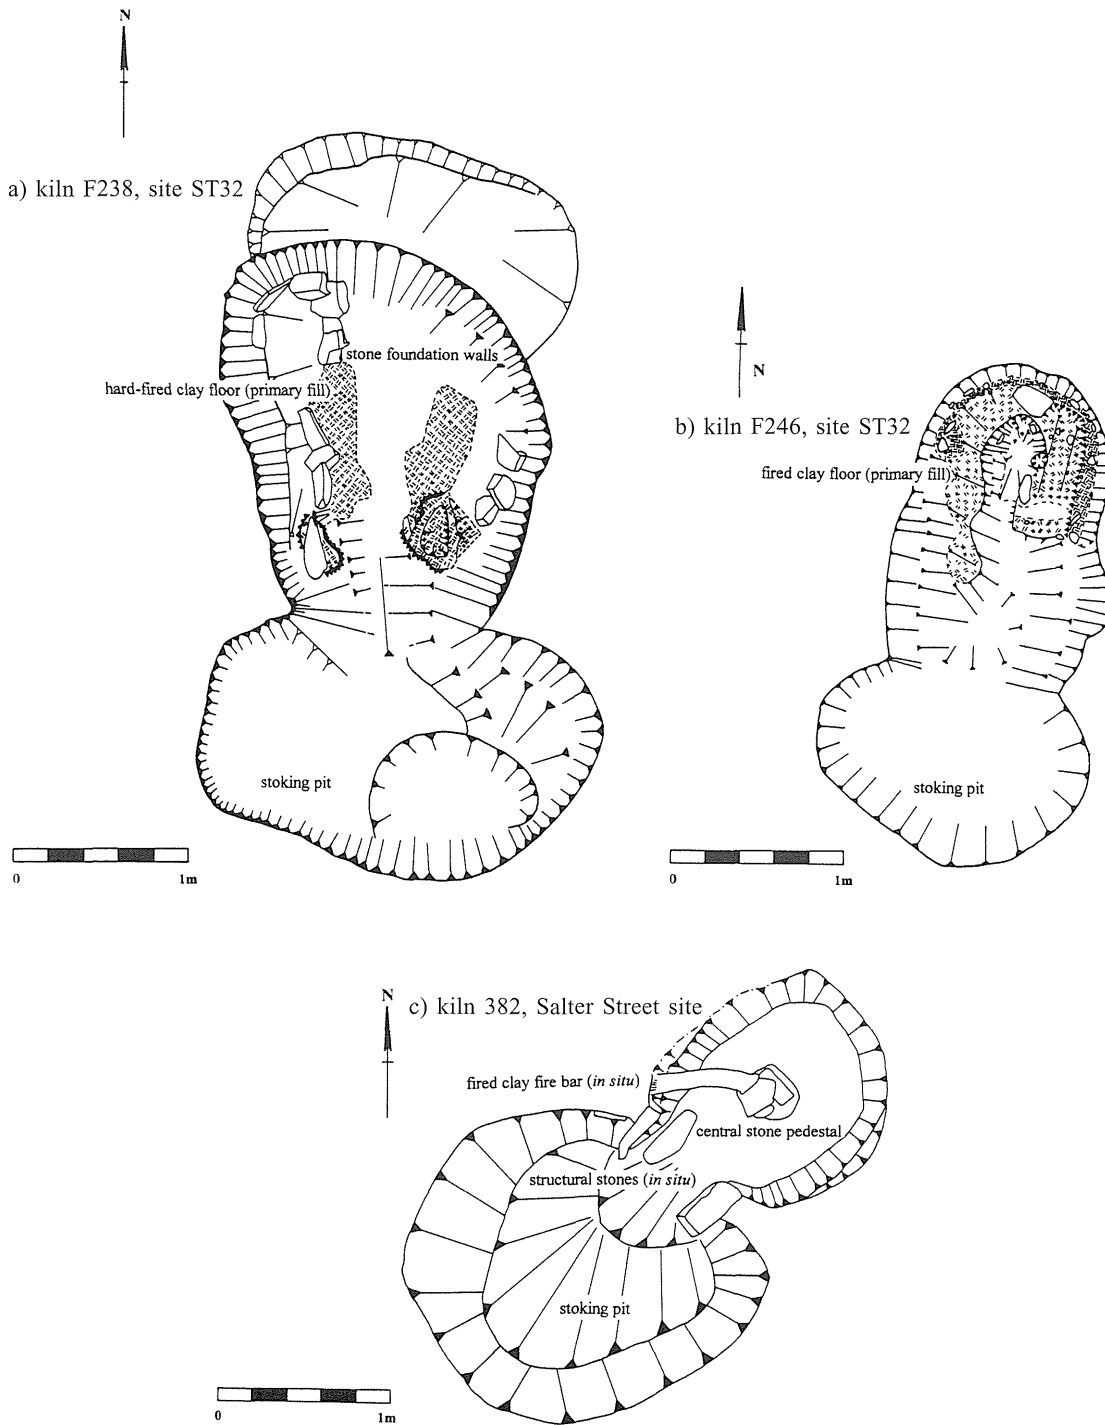 N
a) kiln F238, site ST32
stone foundation walls
hard-fired clay floor (primary fill)
stoking pit
0 1m
N
b) kiln F246, site ST32
fired clay floor (primary fill)
stoking pit
0 1m
N
c) kiln 382, Salter Street site
fired clay fire bar (in situ)
central stone pedestal
structural stones (in situ)
stoking pit
0 1m